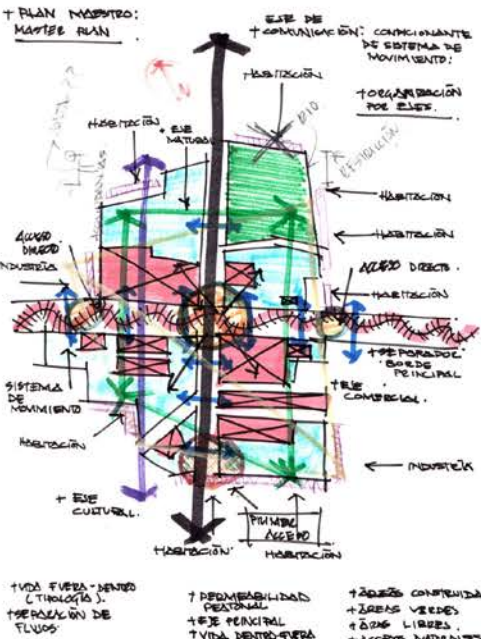 + PLAN MAESTRO:
MASTER PLAN
EJE DE
+ COMUNICACIÓN: CONDICIONANTE
DE SISTEMA DE
MOVIMIENTO.
HABITACIÓN
+ORGANIZACIÓN
POR EJES.
HABITACIÓN
+ EJE
NATURAL
RIO
HABITACIÓN
HABITACIÓN
ACCESO
DIRECTO
INDUSTRIA
ACCESO DIRECTO.
HABITACIÓN
+SEPARADOR
BORDE
PRINCIPAL
SISTEMA
DE
MOVIMIENTO
+EJE
COMERCIAL.
HABITACIÓN
INDUSTRIA
+ EJE
CULTURAL.
PRIMER
ACCESO
HABITACIÓN
HABITACIÓN
+VIDA FUERA-DENTRO
(TIPOLOGÍA).
+SEPARACIÓN DE
FLUJOS
+PERMEABILIDAD
PEATONAL
+EJE PRINCIPAL
+VIDA DENTRO-FUERA
+ÁREAS CONSTRUIDA
+ÁREAS VERDES
+ÁREAS LIBRES.